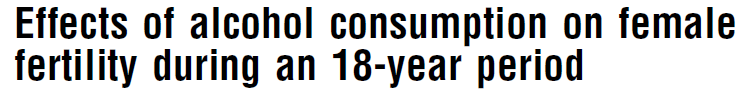 Effects of alcohol consumption on female
fertility during an 18-year period